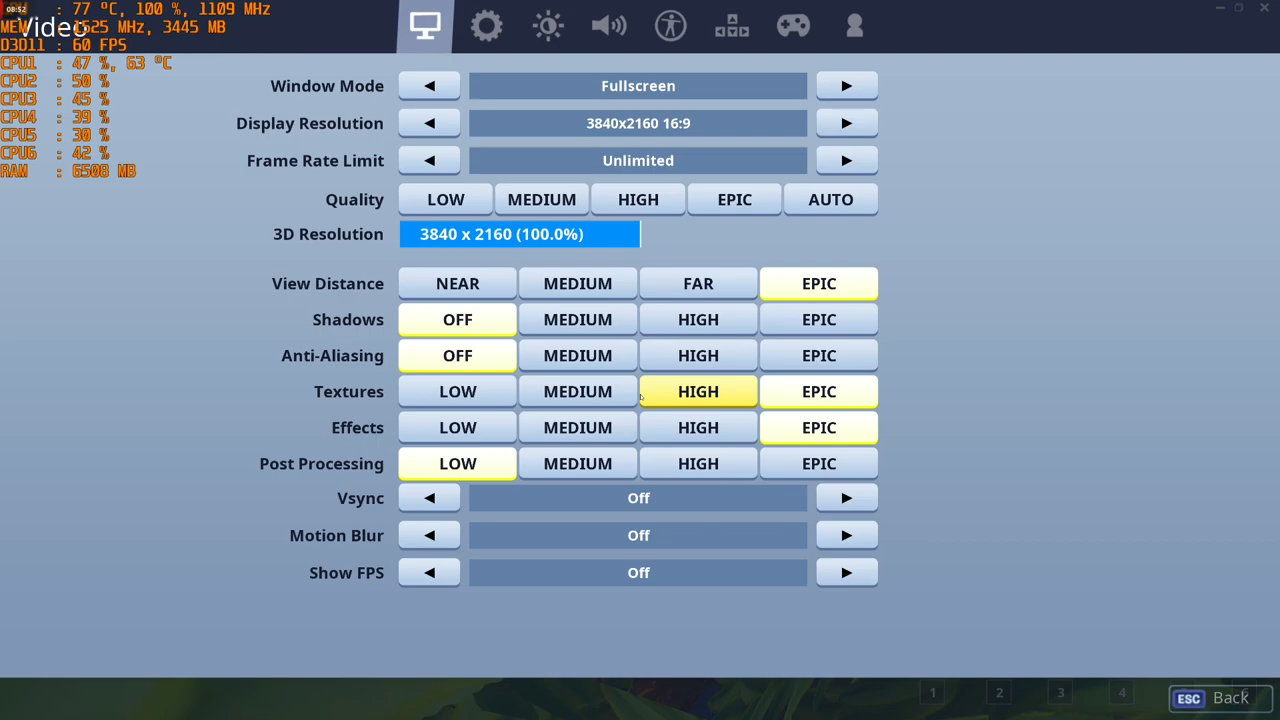 08:52
Video
: 77 ºC, 100 %, 1109 MHz
MEM : 1525 MHz, 3445 MB
D3D11 : 60 FPS
CPU1 : 47 %, 63 ºC
CPU2 : 50 %
CPU3 : 45 %
CPU4 : 39 %
CPU5 : 30 %
CPU6 : 42 %
RAM : 6508 MB
Window Mode ◄ Fullscreen ►
Display Resolution ◄ 3840x2160 16:9 ►
Frame Rate Limit ◄ Unlimited ►
Quality LOW MEDIUM HIGH EPIC AUTO
3D Resolution 3840 x 2160 (100.0%)
View Distance NEAR MEDIUM FAR EPIC
Shadows OFF MEDIUM HIGH EPIC
Anti-Aliasing OFF MEDIUM HIGH EPIC
Textures LOW MEDIUM HIGH EPIC
Effects LOW MEDIUM HIGH EPIC
Post Processing LOW MEDIUM HIGH EPIC
Vsync ◄ Off ►
Motion Blur ◄ Off ►
Show FPS ◄ Off ►
1 2 3 4
ESC Back